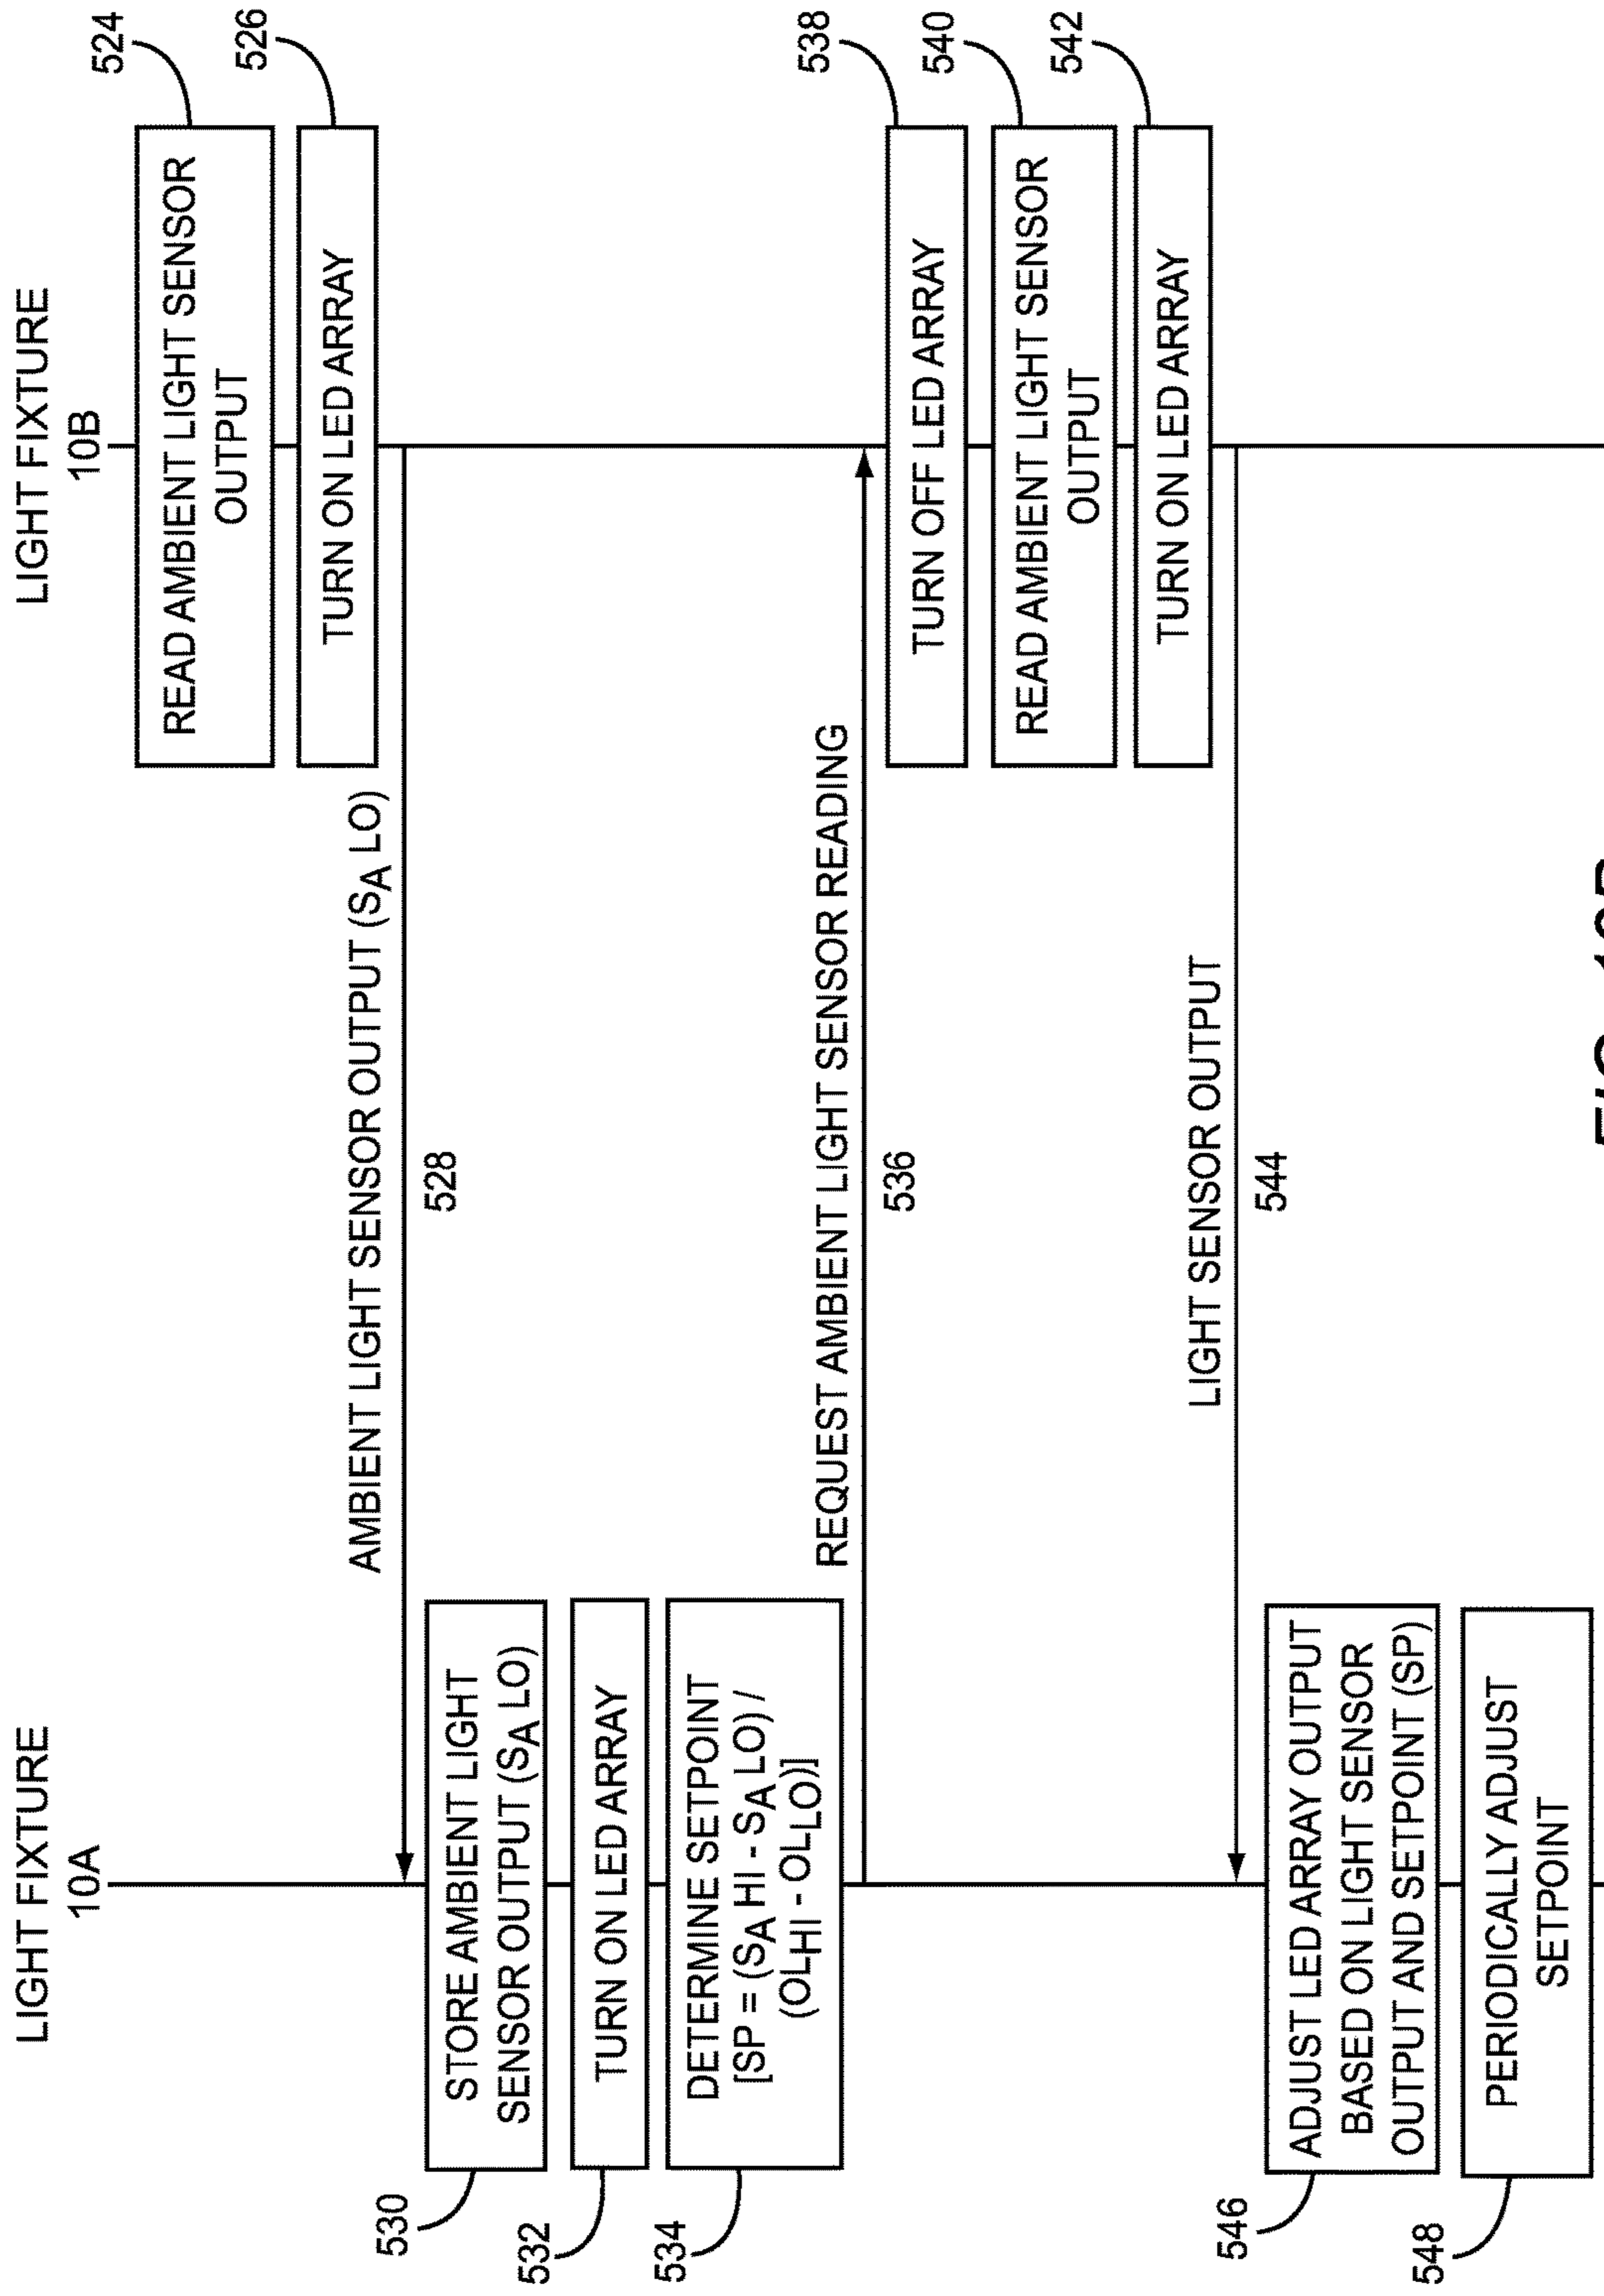 LIGHT FIXTURE
10A
LIGHT FIXTURE
10B
READ AMBIENT LIGHT SENSOR
OUTPUT
524
TURN ON LED ARRAY
526
AMBIENT LIGHT SENSOR OUTPUT (SA LO)
528
530
STORE AMBIENT LIGHT
SENSOR OUTPUT (SA LO)
532
TURN ON LED ARRAY
534
DETERMINE SETPOINT
[SP = (SA HI - SA LO) /
(OLHI - OLLO)]
REQUEST AMBIENT LIGHT SENSOR READING
536
TURN OFF LED ARRAY
538
READ AMBIENT LIGHT SENSOR
OUTPUT
540
TURN ON LED ARRAY
542
LIGHT SENSOR OUTPUT
544
546
ADJUST LED ARRAY OUTPUT
BASED ON LIGHT SENSOR
OUTPUT AND SETPOINT (SP)
548
PERIODICALLY ADJUST
SETPOINT